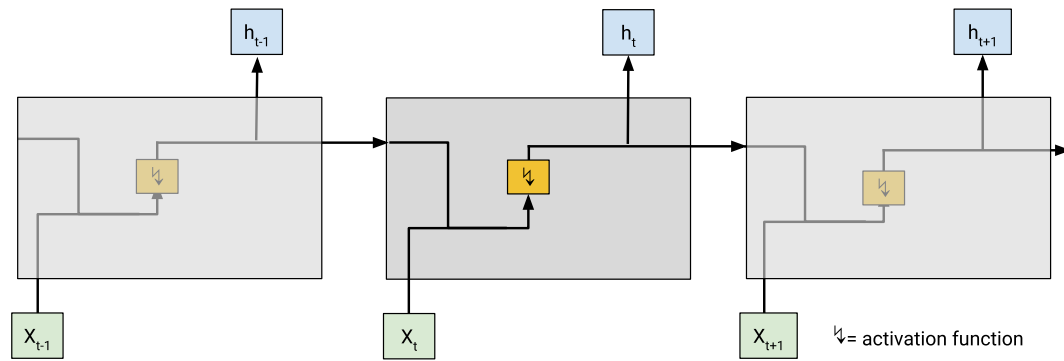 h_{t-1}
h_t
h_{t+1}
↯
↯
↯
X_{t-1}
X_t
X_{t+1}
↯= activation function